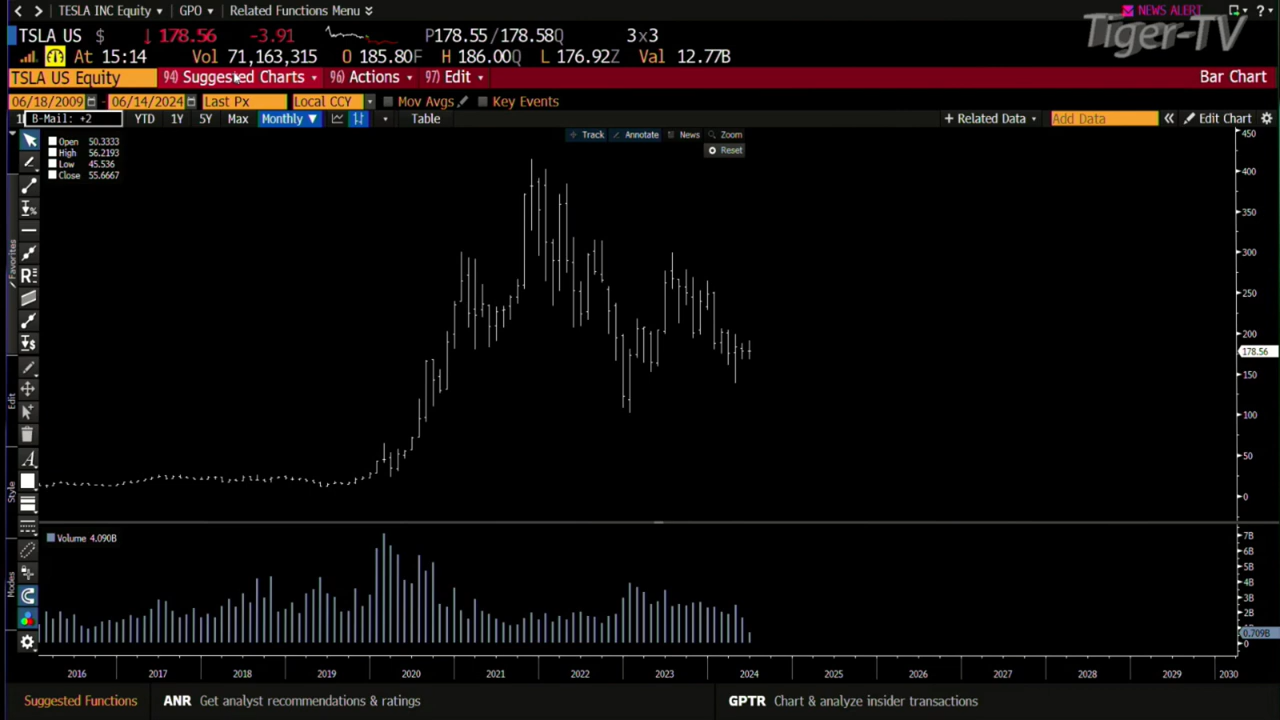 TESLA INC Equity GPO Related Functions Menu NEWS ALERT ?
Tiger-TV
TSLA US $ ↓ 178.56 -3.91 P178.55/178.58Q 3x3
At 15:14 Vol 71,163,315 O 185.80F H 186.00Q L 176.92Z Val 12.77B
TSLA US Equity 94) Suggested Charts 96) Actions 97) Edit Bar Chart
06/18/2009 - 06/14/2024 Last Px Local CCY Mov Avgs Key Events
B-Mail: +2 YTD 1Y 5Y Max Monthly ▼ Table + Related Data Add Data « Edit Chart
Track Annotate News Zoom
Reset
Open 50.3333
High 56.2193
Low 45.536
Close 55.6667
450
400
350
300
250
200
178.56
150
100
50
0
Favorites
Edit
Style
Modes
Volume 4.090B
7B
6B
5B
4B
3B
2B
0.709B
0
2016 2017 2018 2019 2020 2021 2022 2023 2024 2025 2026 2027 2028 2029 2030
Suggested Functions ANR Get analyst recommendations & ratings GPTR Chart & analyze insider transactions